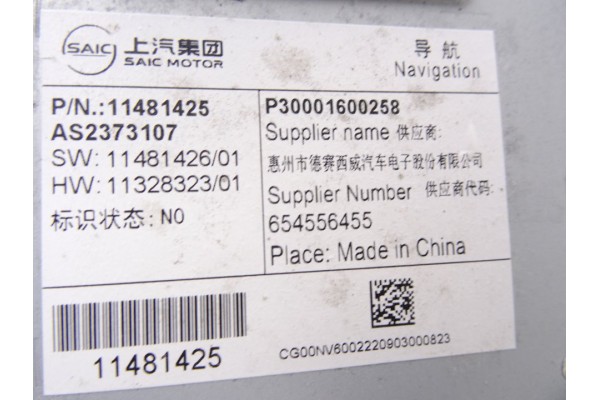 SAIC 上汽集团
SAIC MOTOR
导航
Navigation
P/N.:11481425
AS2373107
SW: 11481426/01
HW: 11328323/01
标识状态: N0
P30001600258
Supplier name 供应商:
惠州市德赛西威汽车电子股份有限公司
Supplier Number 供应商代码:
654556455
Place: Made in China
11481425
CG00NV6002220903000823